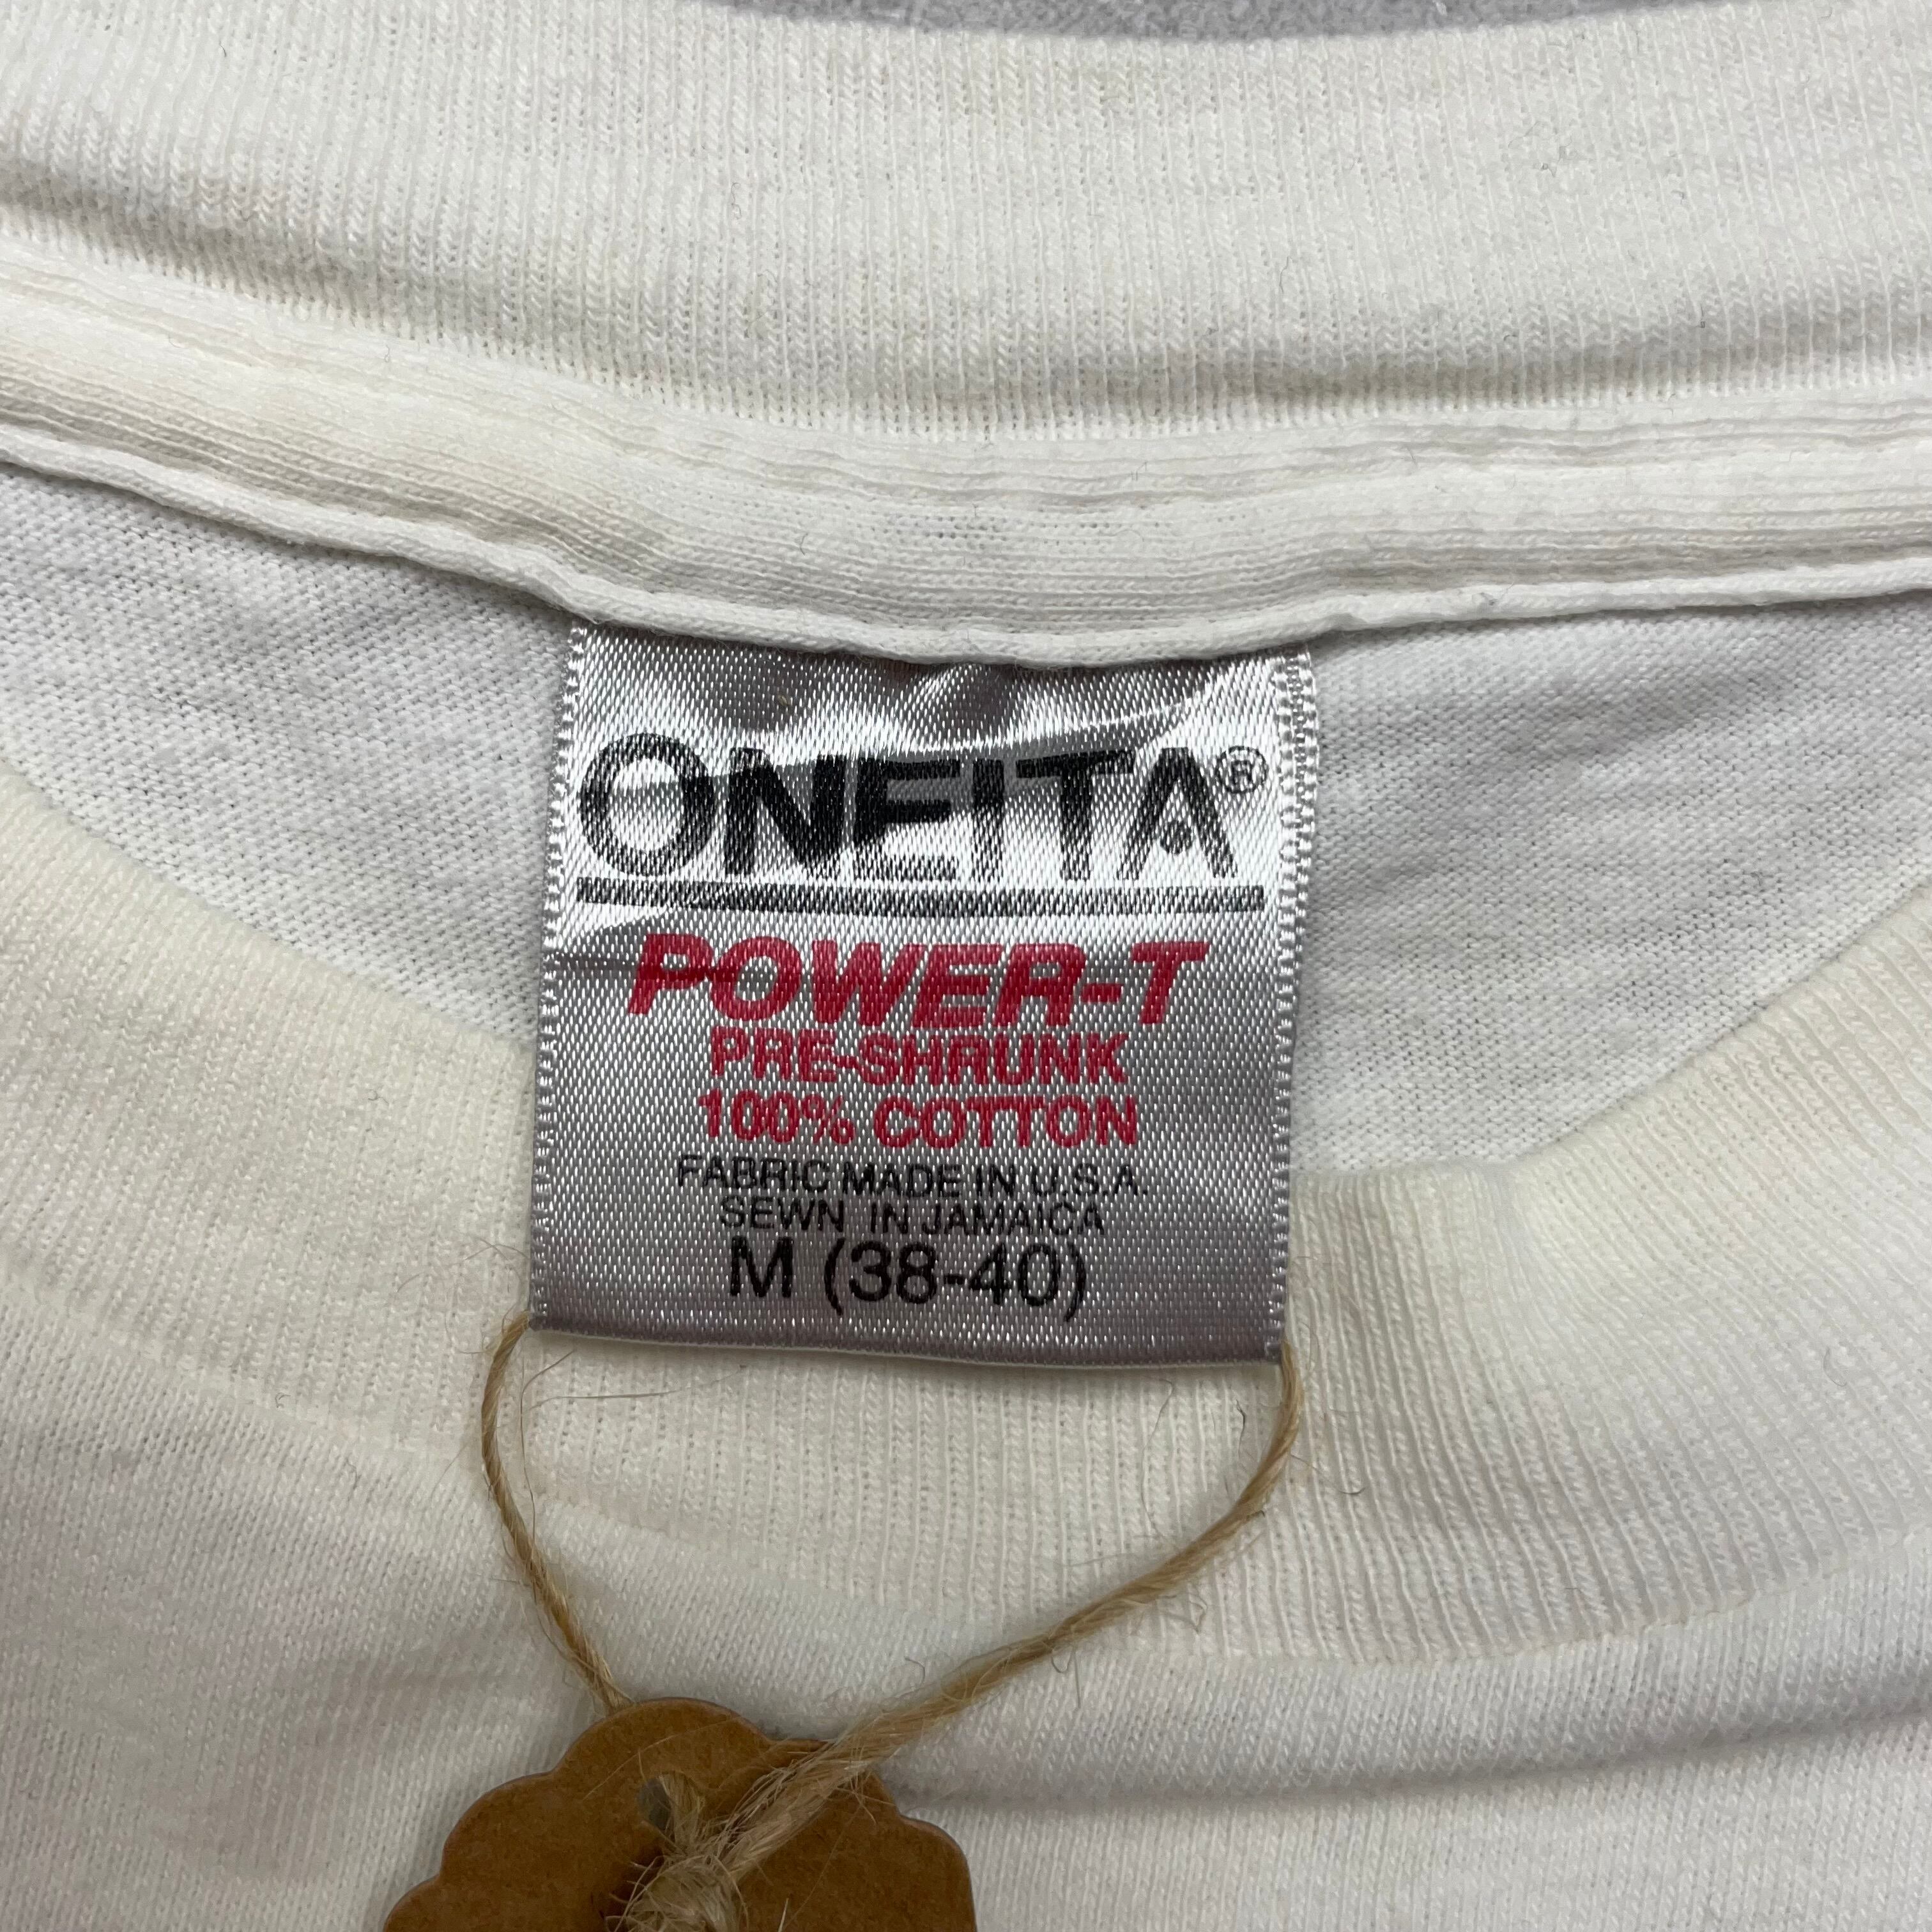 ONEITA®
POWER-T
PRE-SHRUNK
100% COTTON
FABRIC MADE IN U.S.A.
SEWN IN JAMAICA
M (38-40)